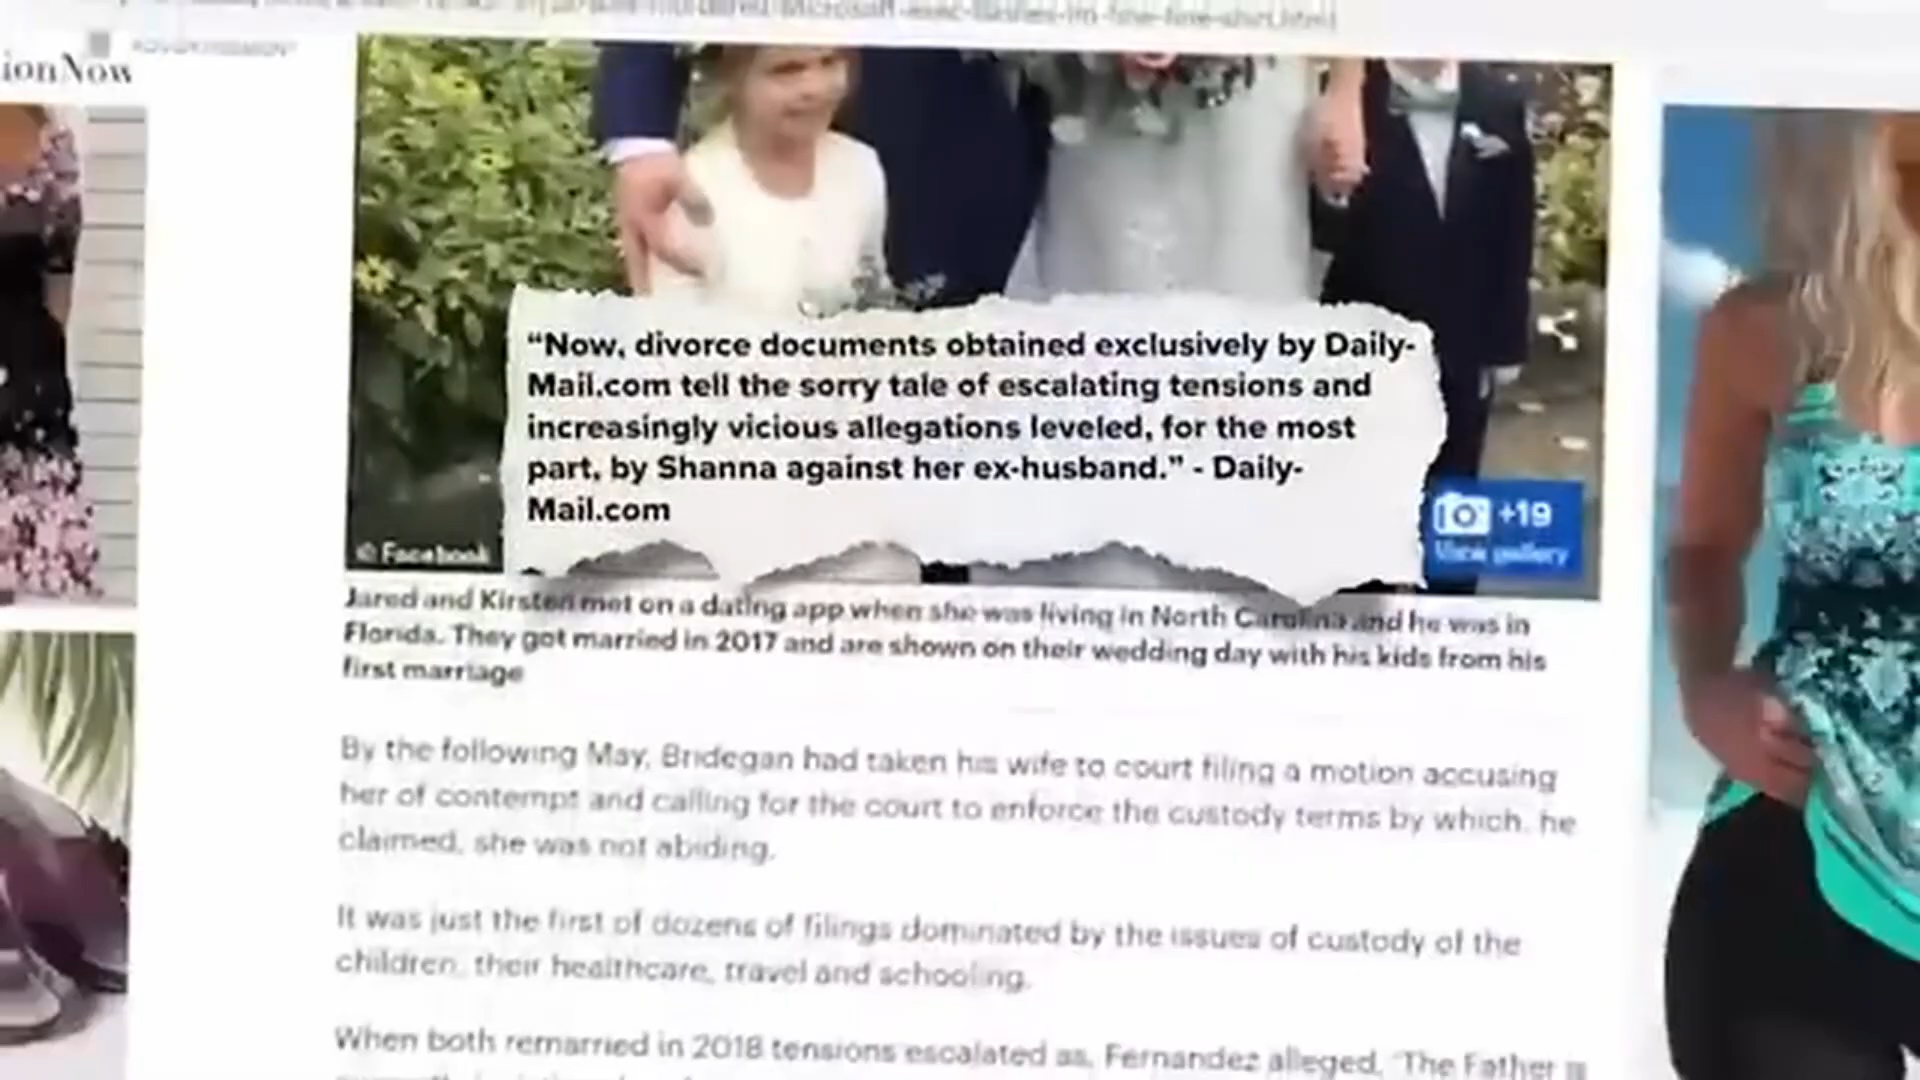 ionNow
ADVERTISEMENT
“Now, divorce documents obtained exclusively by Daily-
Mail.com tell the sorry tale of escalating tensions and
increasingly vicious allegations leveled, for the most
part, by Shanna against her ex-husband.” - Daily-
Mail.com
+19
View gallery
© Facebook
Jared and Kirsten met on a dating app when she was living in North Carolina and he was in
Florida. They got married in 2017 and are shown on their wedding day with his kids from his
first marriage
By the following May, Bridegan had taken his wife to court filing a motion accusing
her of contempt and calling for the court to enforce the custody terms by which, he
claimed, she was not abiding.
It was just the first of dozens of filings dominated by the issues of custody of the
children, their healthcare, travel and schooling.
When both remarried in 2018 tensions escalated as, Fernandez alleged, 'The Father is